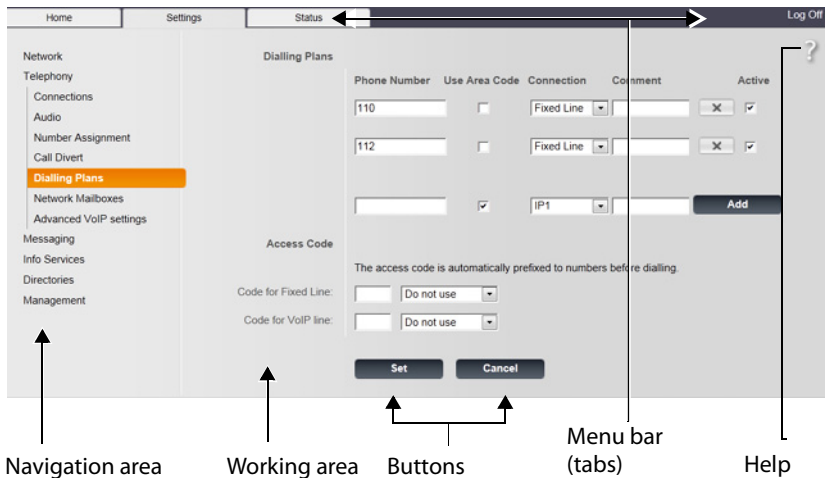 Home Settings Status Log Off
Network
Telephony
Connections
Audio
Number Assignment
Call Divert
Dialling Plans
Network Mailboxes
Advanced VoIP settings
Messaging
Info Services
Directories
Management
Dialling Plans
Phone Number Use Area Code Connection Comment Active
110 Fixed Line
112 Fixed Line
IP1 Add
Access Code
The access code is automatically prefixed to numbers before dialling.
Code for Fixed Line: Do not use
Code for VoIP line: Do not use
Set Cancel
?
Navigation area
Working area
Buttons
Menu bar
(tabs)
Help